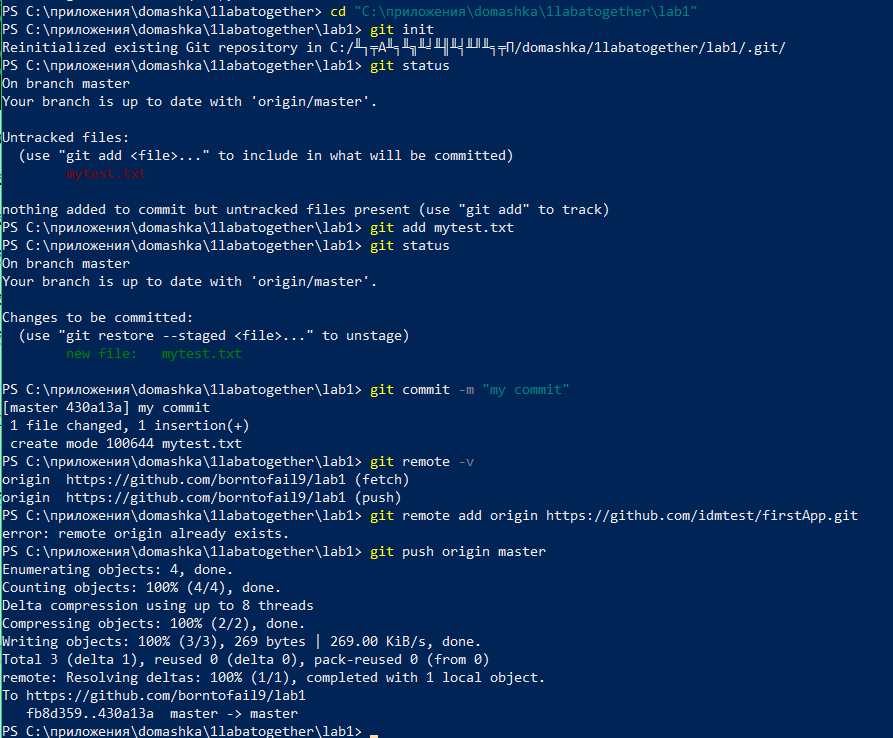 PS C:\приложения\domashka\1labatogether> cd "C:\приложения\domashka\1labatogether\lab1"
PS C:\приложения\domashka\1labatogether\lab1> git init
Reinitialized existing Git repository in /domashka/1labatogether/lab1/.git/
PS C:\приложения\domashka\1labatogether\lab1> git status
On branch master
Your branch is up to date with 'origin/master'.
Untracked files:
  (use "git add <file>..." to include in what will be committed)
        mytest.txt
nothing added to commit but untracked files present (use "git add" to track)
PS C:\приложения\domashka\1labatogether\lab1> git add mytest.txt
PS C:\приложения\domashka\1labatogether\lab1> git status
On branch master
Your branch is up to date with 'origin/master'.
Changes to be committed:
  (use "git restore --staged <file>..." to unstage)
        new file:   mytest.txt
PS C:\приложения\domashka\1labatogether\lab1> git commit -m "my commit"
[master 430a13a] my commit
 1 file changed, 1 insertion(+)
 create mode 100644 mytest.txt
PS C:\приложения\domashka\1labatogether\lab1> git remote -v
origin  https://github.com/borntofail9/lab1 (fetch)
origin  https://github.com/borntofail9/lab1 (push)
PS C:\приложения\domashka\1labatogether\lab1> git remote add origin https://github.com/idmtest/firstApp.git
error: remote origin already exists.
PS C:\приложения\domashka\1labatogether\lab1> git push origin master
Enumerating objects: 4, done.
Counting objects: 100% (4/4), done.
Delta compression using up to 8 threads
Compressing objects: 100% (2/2), done.
Writing objects: 100% (3/3), 269 bytes | 269.00 KiB/s, done.
Total 3 (delta 1), reused 0 (delta 0), pack-reused 0 (from 0)
remote: Resolving deltas: 100% (1/1), completed with 1 local object.
To https://github.com/borntofail9/lab1
   fb8d359..430a13a  master -> master
PS C:\приложения\domashka\1labatogether\lab1>